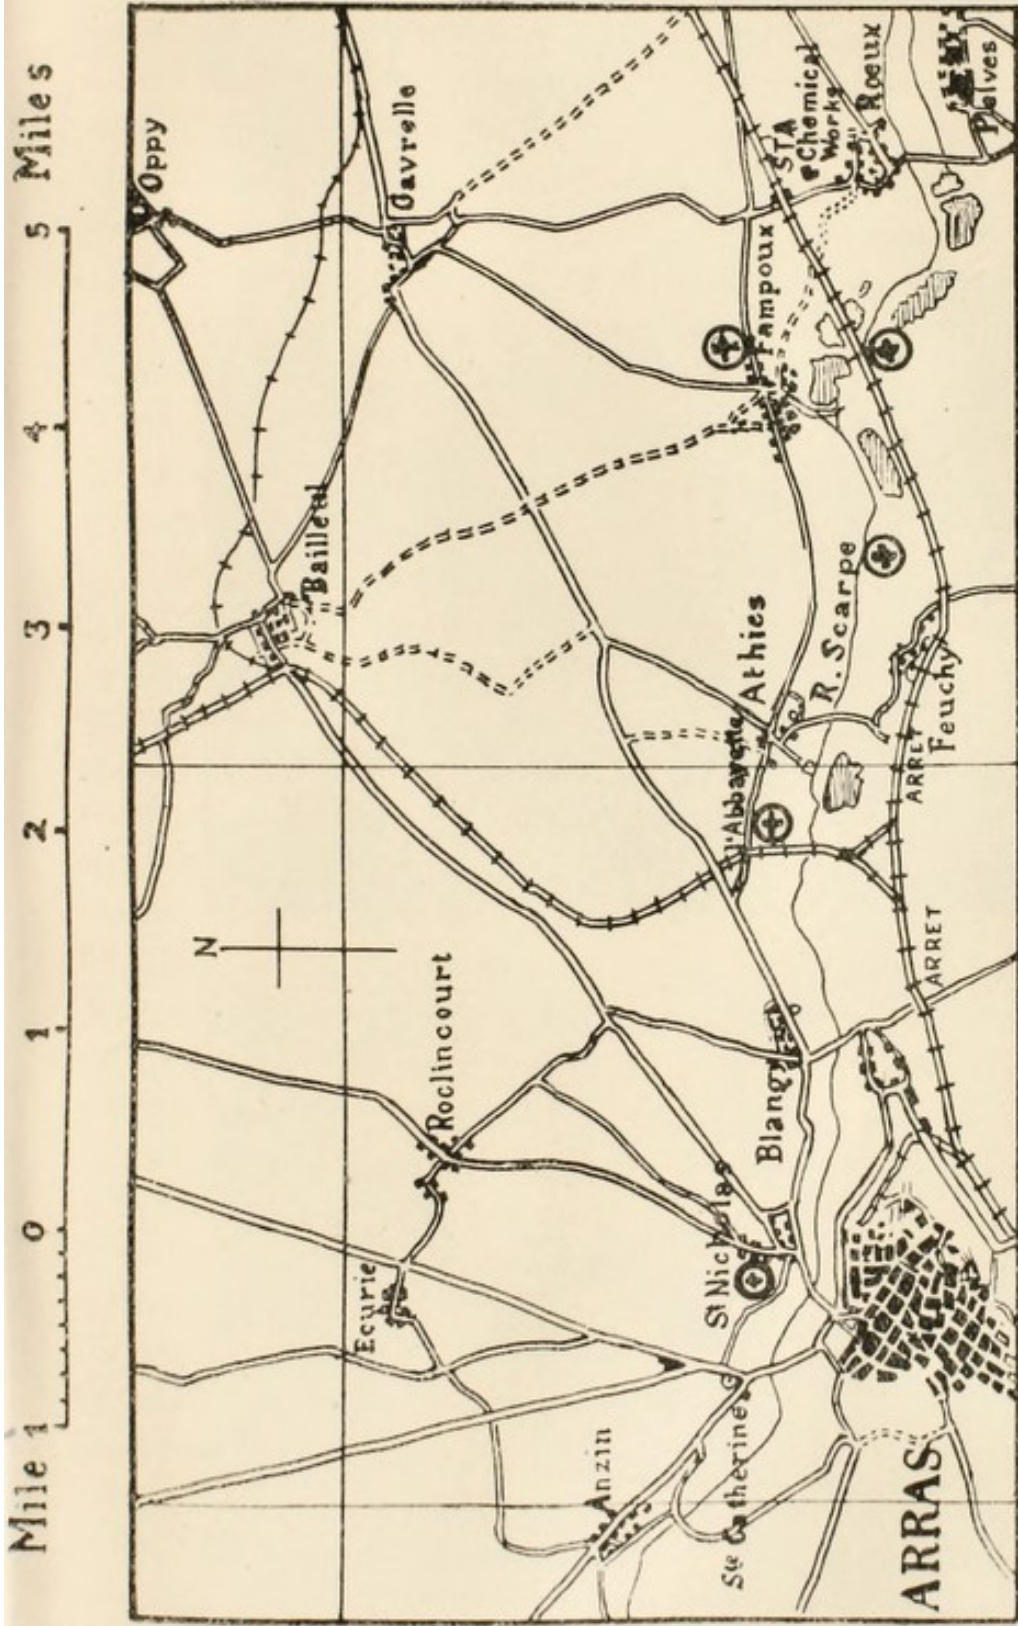 Mile 1 0 1 2 3 4 5 Miles
Oppy
Bailleul
N
Gavrelle
Roclincourt
Ecurie
Chemical
Works
STA
Roeux
Pelves
Fampoux
Athies
l'Abbayette
R. Scarpe
Feuchy
ARRET
ARRET
Blangy
St Nicholas
Anzin
Ste Catherine
ARRAS